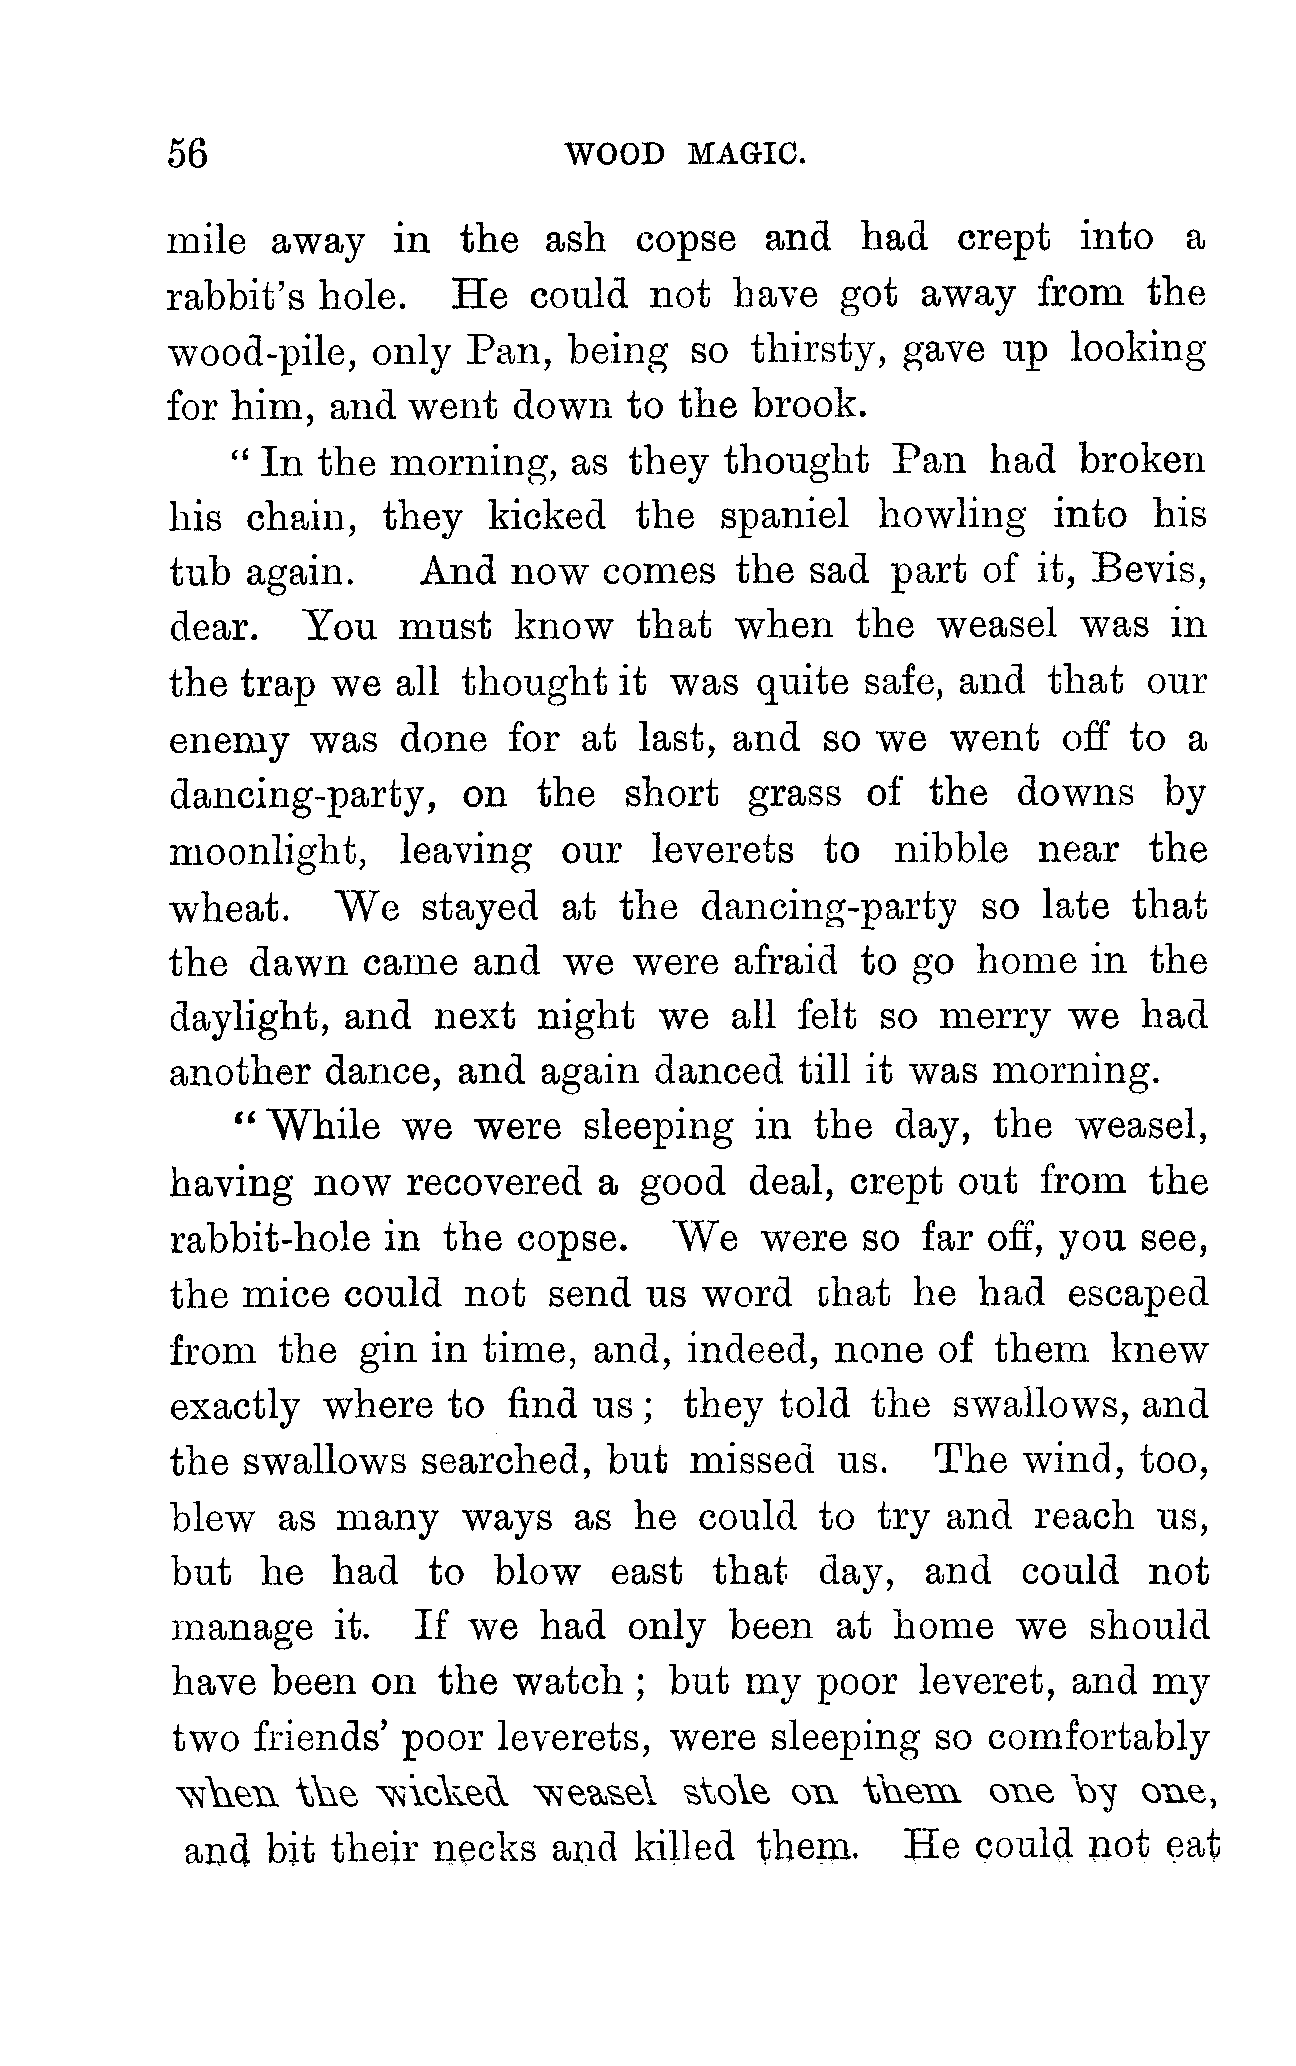 56 WOOD MAGIC.
mile away in the ash copse and had crept into a
rabbit's hole. He could not have got away from the
wood-pile, only Pan, being so thirsty, gave up looking
for him, and went down to the brook.
"In the morning, as they thought Pan had broken
his chain, they kicked the spaniel howling into his
tub again. And now comes the sad part of it, Bevis,
dear. You must know that when the weasel was in
the trap we all thought it was quite safe, and that our
enemy was done for at last, and so we went off to a
dancing-party, on the short grass of the downs by
moonlight, leaving our leverets to nibble near the
wheat. We stayed at the dancing-party so late that
the dawn came and we were afraid to go home in the
daylight, and next night we all felt so merry we had
another dance, and again danced till it was morning.
"While we were sleeping in the day, the weasel,
having now recovered a good deal, crept out from the
rabbit-hole in the copse. We were so far off, you see,
the mice could not send us word that he had escaped
from the gin in time, and, indeed, none of them knew
exactly where to find us; they told the swallows, and
the swallows searched, but missed us. The wind, too,
blew as many ways as he could to try and reach us,
but he had to blow east that day, and could not
manage it. If we had only been at home we should
have been on the watch; but my poor leveret, and my
two friends' poor leverets, were sleeping so comfortably
when the wicked weasel stole on them one by one,
and bit their necks and killed them. He could not eat